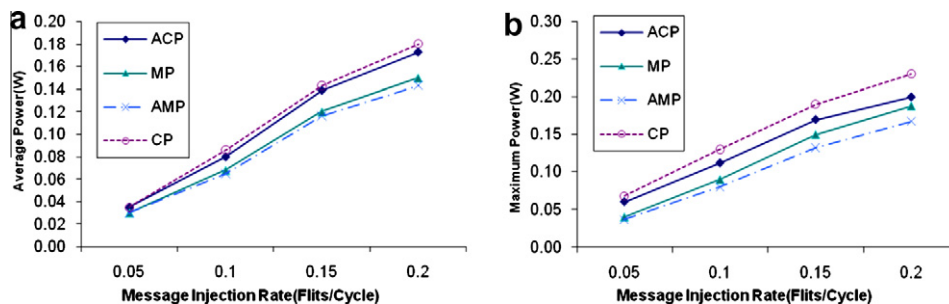 a
0.20
0.18
0.16
0.14
0.12
0.10
0.08
0.06
0.04
0.02
0.00
Average Power(W)
ACP
MP
AMP
CP
0.05 0.1 0.15 0.2
Message Injection Rate(Flits/Cycle)
b
0.30
0.25
0.20
0.15
0.10
0.05
0.00
Maximum Power(W)
ACP
MP
AMP
CP
0.05 0.1 0.15 0.2
Message Injection Rate(Flits/Cycle)